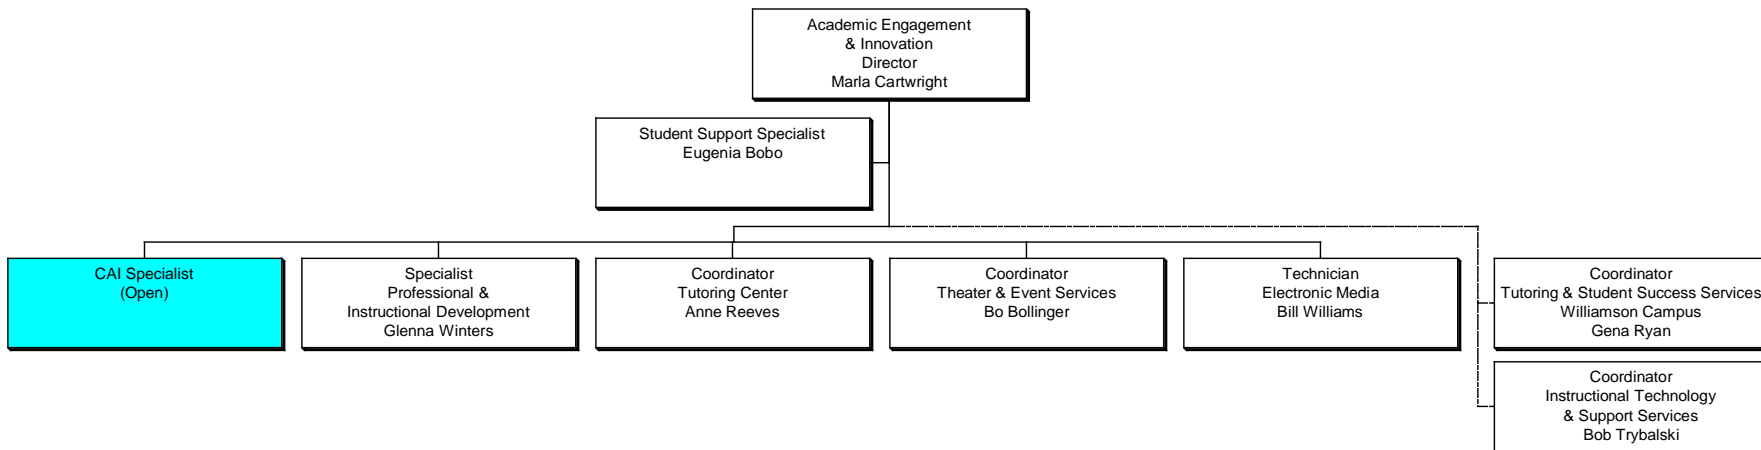 Academic Engagement
& Innovation
Director
Marla Cartwright
Student Support Specialist
Eugenia Bobo
CAI Specialist
(Open)
Specialist
Professional &
Instructional Development
Glenna Winters
Coordinator
Tutoring Center
Anne Reeves
Coordinator
Theater & Event Services
Bo Bollinger
Technician
Electronic Media
Bill Williams
Coordinator
Tutoring & Student Success Services
Williamson Campus
Gena Ryan
Coordinator
Instructional Technology
& Support Services
Bob Trybalski